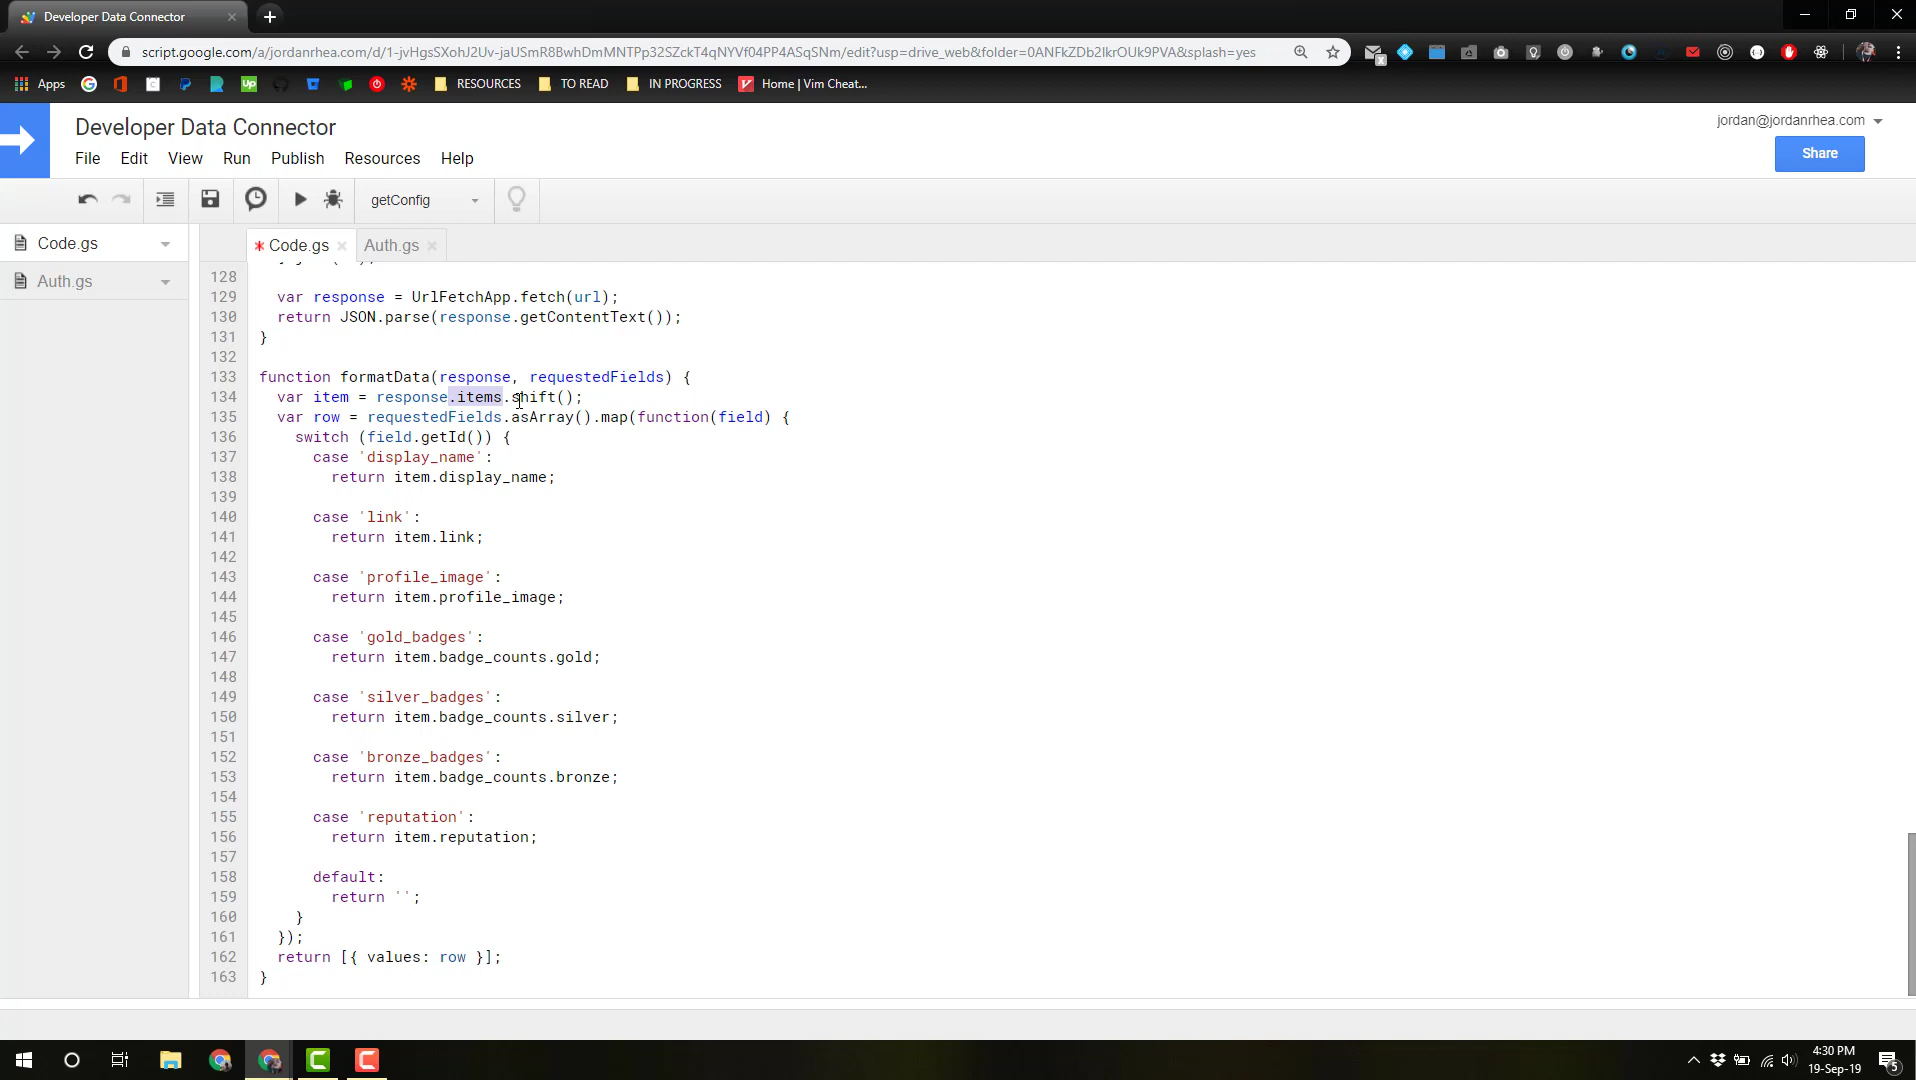 Developer Data Connector
script.google.com/a/jordanrhea.com/d/1-jvHgsSXohJ2Uv-jaUSmR8BwhDmMNTPp32SZckT4qNYVf04PP4ASqSNm/edit?usp=drive_web&folder=0ANFkZDb2IkrOUk9PVA&splash=yes
Apps RESOURCES TO READ IN PROGRESS Home | Vim Cheat...
Developer Data Connector
jordan@jordanrhea.com
File Edit View Run Publish Resources Help
Share
getConfig
Code.gs
Auth.gs
* Code.gs Auth.gs
128
129 var response = UrlFetchApp.fetch(url);
130 return JSON.parse(response.getContentText());
131 }
132
133 function formatData(response, requestedFields) {
134 var item = response.items.shift();
135 var row = requestedFields.asArray().map(function(field) {
136 switch (field.getId()) {
137 case 'display_name':
138 return item.display_name;
139
140 case 'link':
141 return item.link;
142
143 case 'profile_image':
144 return item.profile_image;
145
146 case 'gold_badges':
147 return item.badge_counts.gold;
148
149 case 'silver_badges':
150 return item.badge_counts.silver;
151
152 case 'bronze_badges':
153 return item.badge_counts.bronze;
154
155 case 'reputation':
156 return item.reputation;
157
158 default:
159 return '';
160 }
161 });
162 return [{ values: row }];
163 }
4:30 PM
19-Sep-19
5